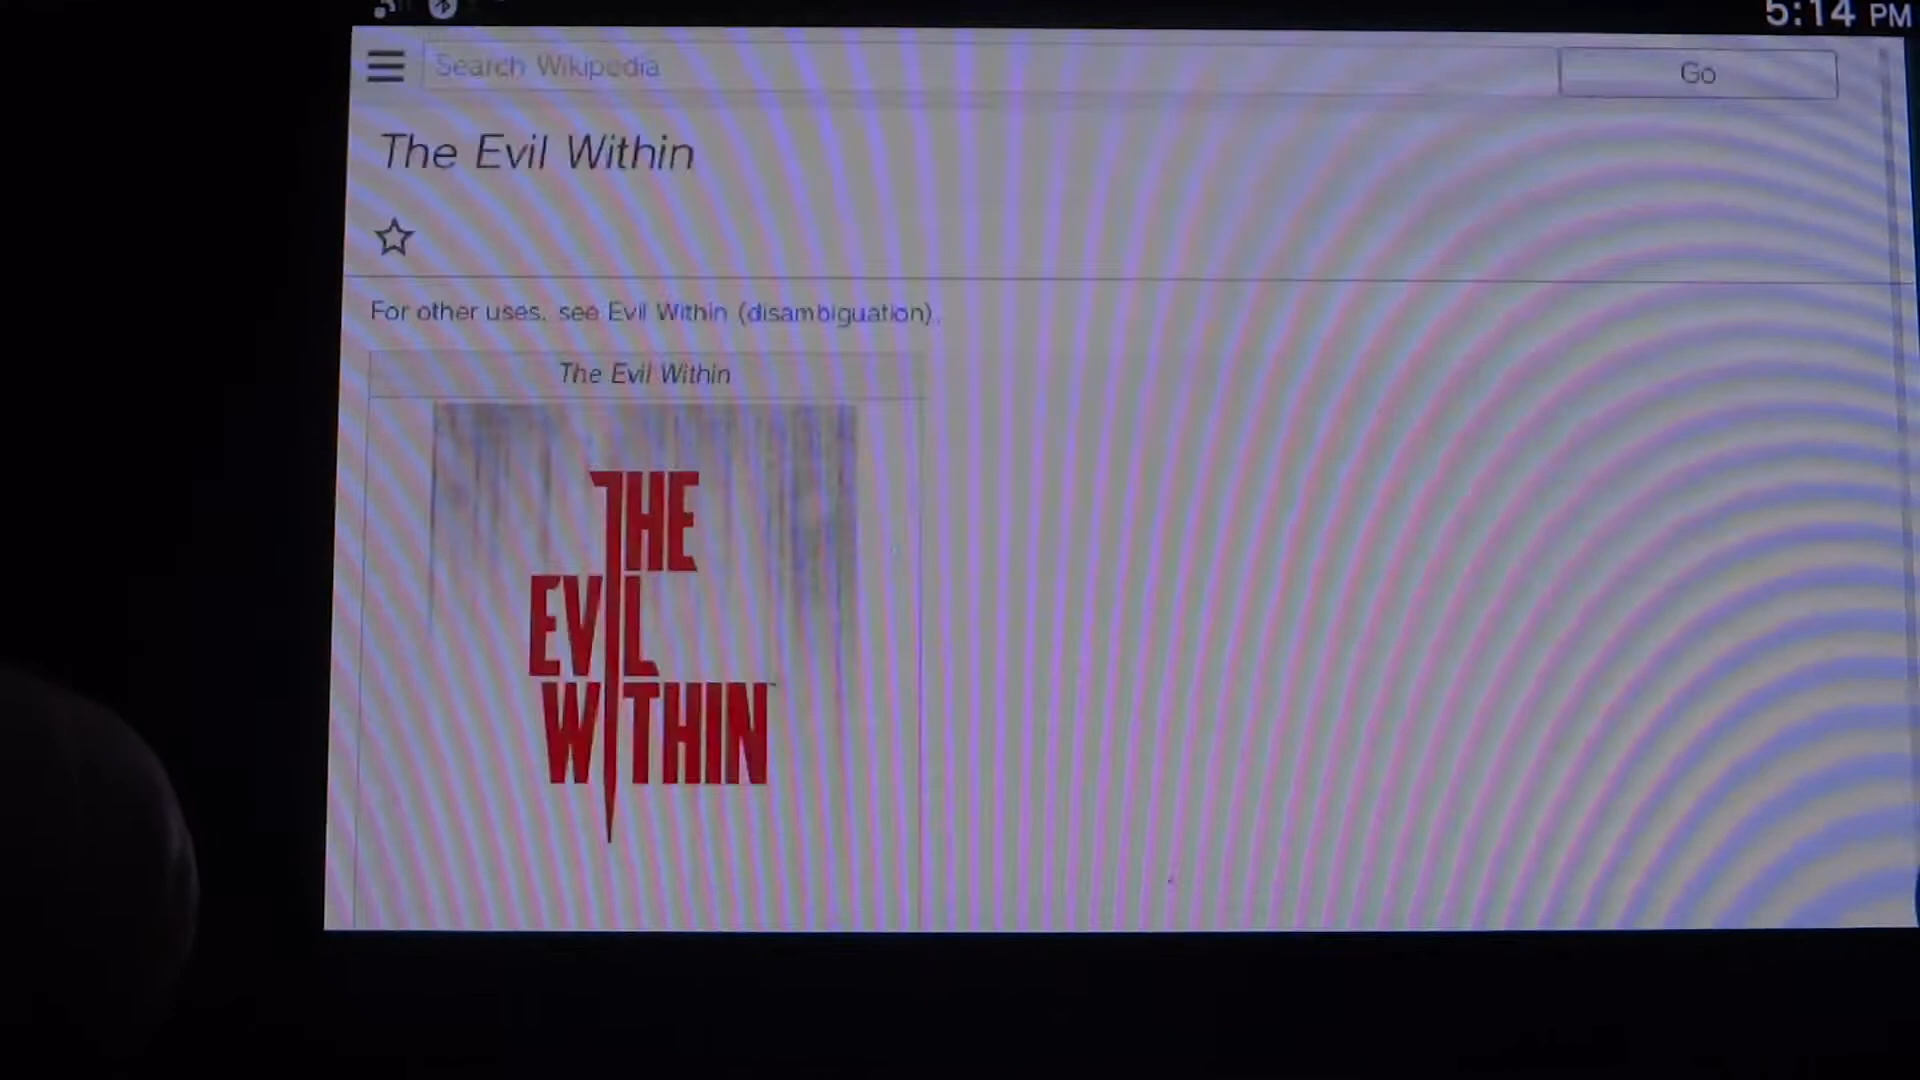 5:14 PM
Search Wikipedia
Go
The Evil Within
For other uses, see Evil Within (disambiguation).
The Evil Within
THE
EVIL
WITHIN